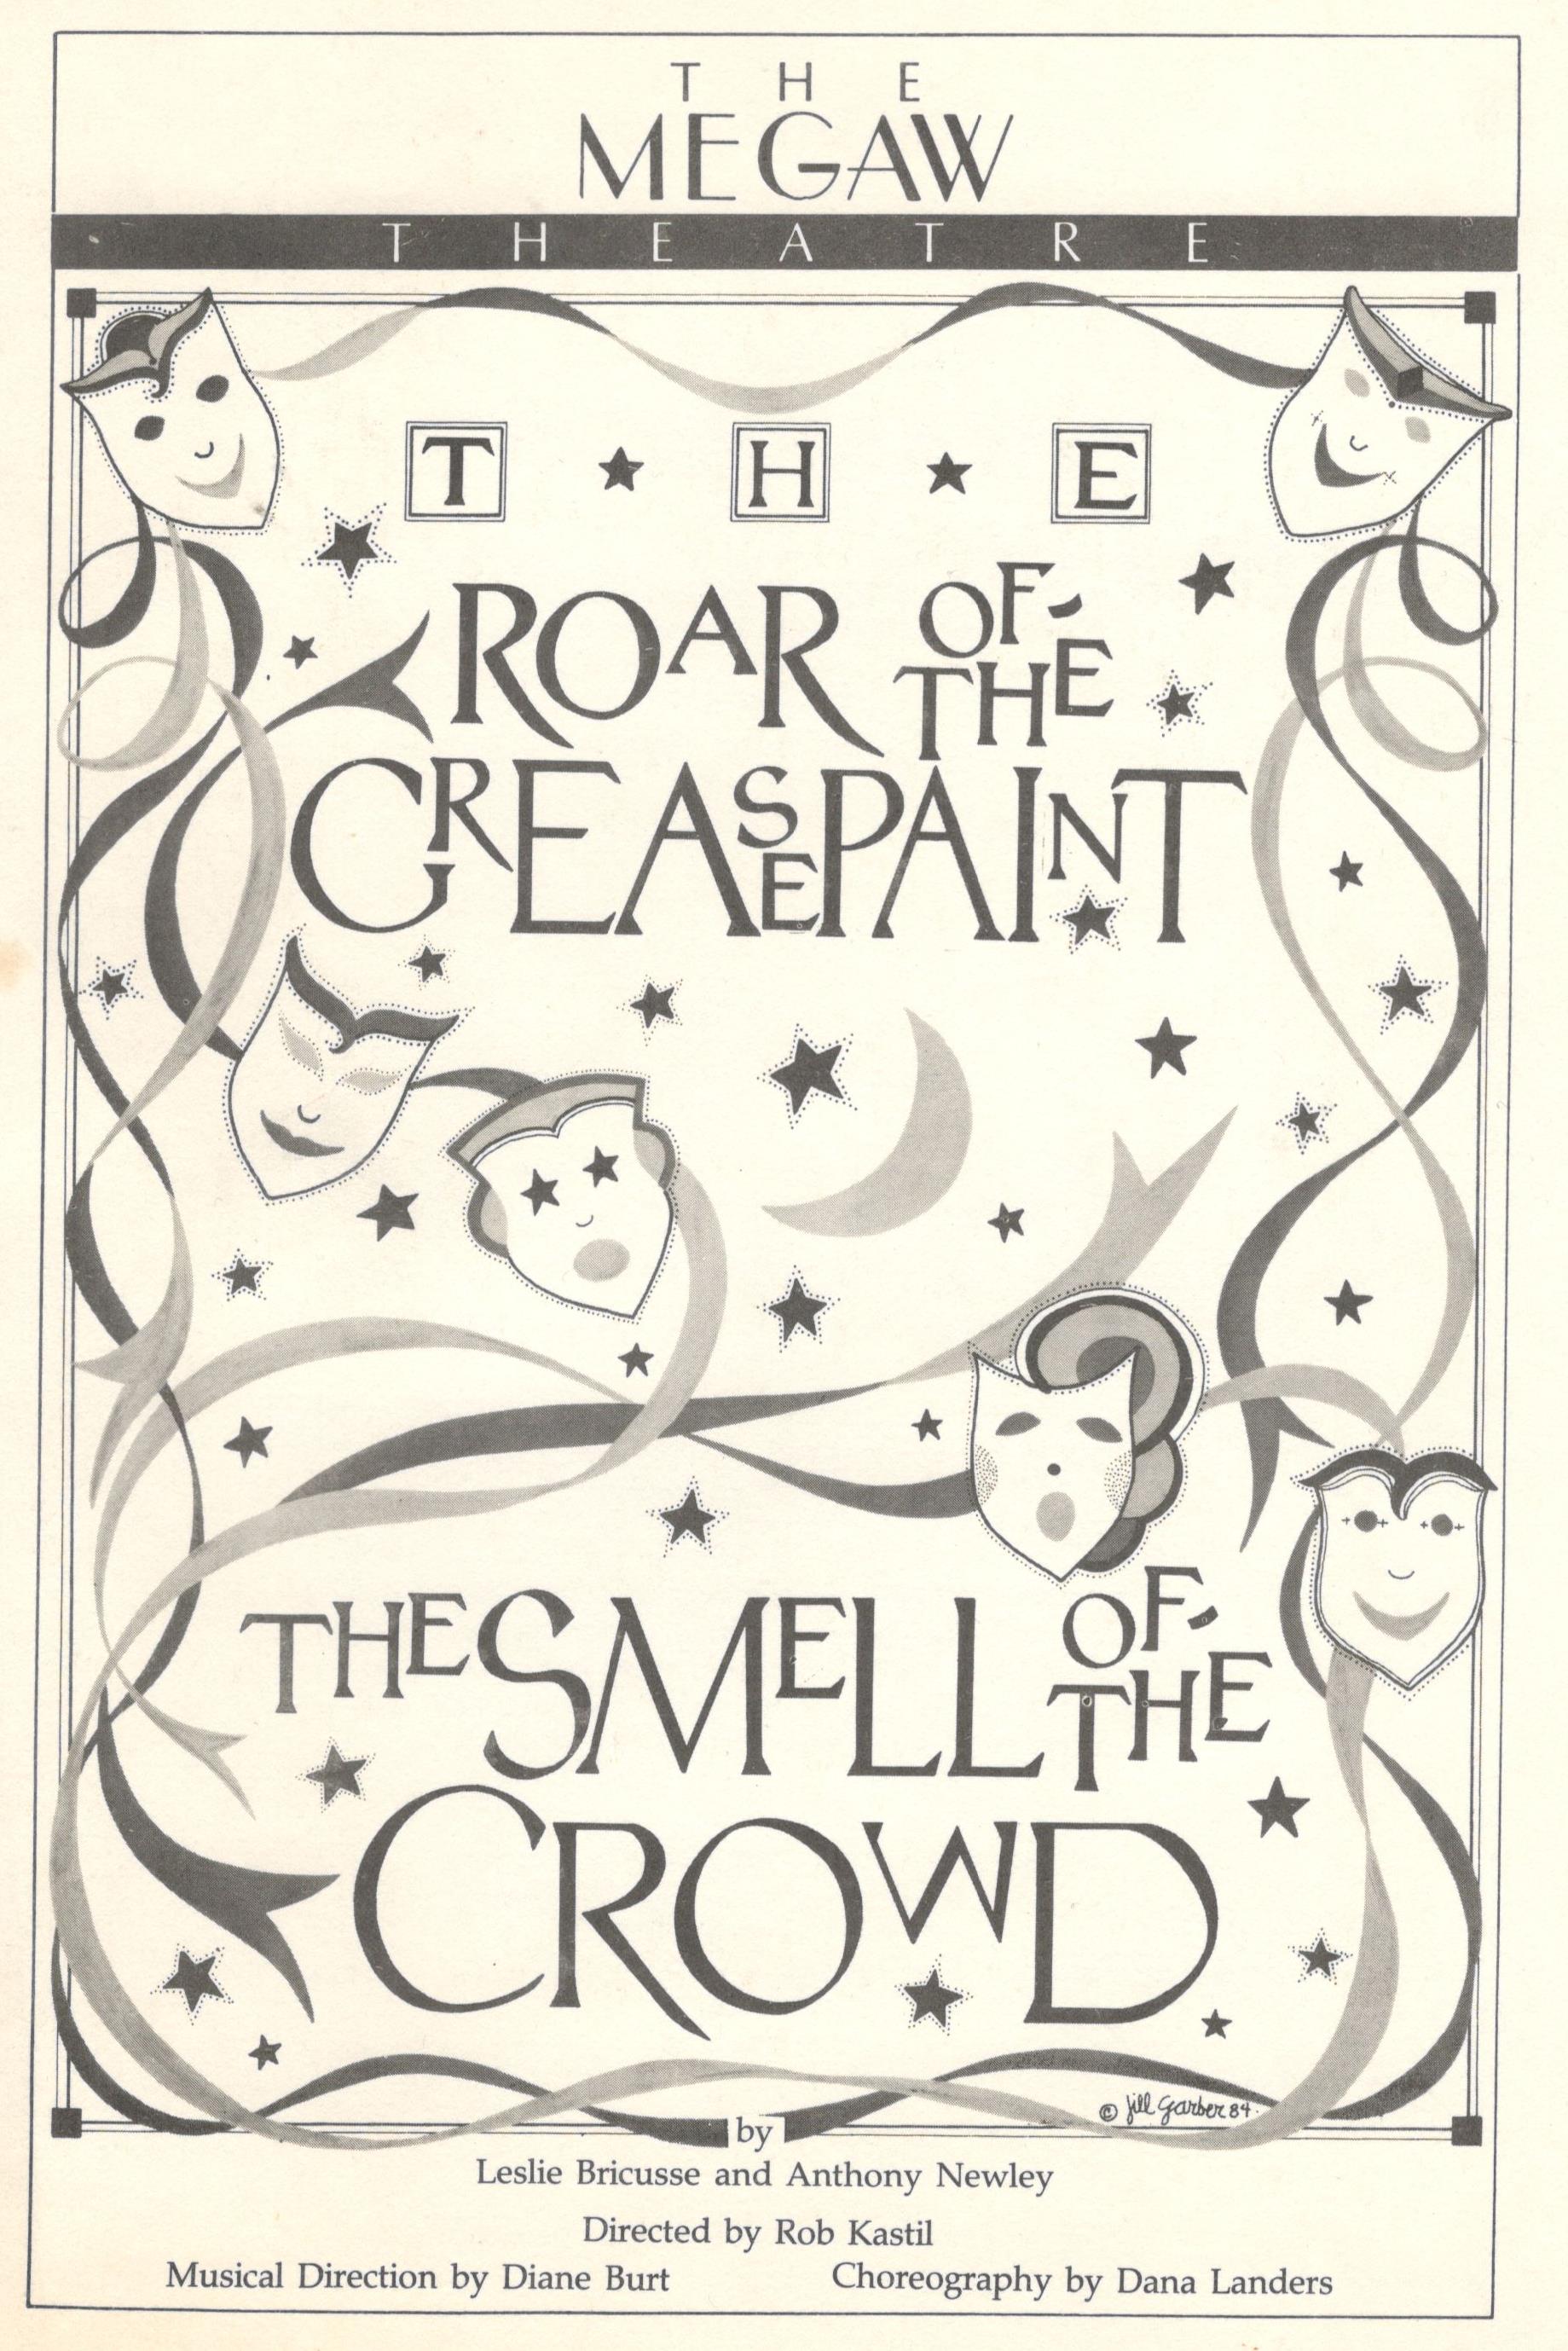 THE
MEGAW
THEATRE
THE
ROAR OF THE
GREASEPAINT
THE SMELL OF THE
CROWD
© Jill Garber 84.
by
Leslie Bricusse and Anthony Newley
Directed by Rob Kastil
Musical Direction by Diane Burt Choreography by Dana Landers